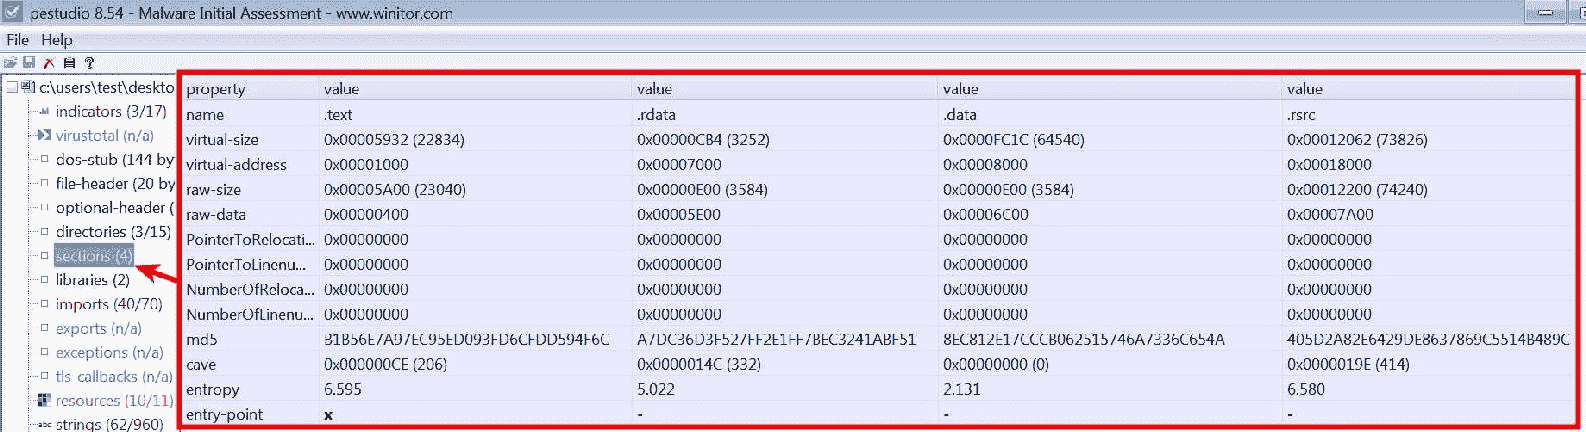 pestudio 8.54 - Malware Initial Assessment - www.winitor.com
File Help
c:\users\test\deskto
indicators (3/17)
virustotal (n/a)
dos-stub (144 by
file-header (20 by
optional-header (
directories (3/15)
sections (4)
libraries (2)
imports (40/70)
exports (n/a)
exceptions (n/a)
tls-callbacks (n/a)
resources (10/11)
abc strings (62/960)
property value value value value
name .text .rdata .data .rsrc
virtual-size 0x00005932 (22834) 0x00000CB4 (3252) 0x0000FC1C (64540) 0x00012062 (73826)
virtual-address 0x00001000 0x00007000 0x00008000 0x00018000
raw-size 0x00005A00 (23040) 0x00000E00 (3584) 0x00000E00 (3584) 0x00012200 (74240)
raw-data 0x00000400 0x00005E00 0x00006C00 0x00007A00
PointerToRelocati... 0x00000000 0x00000000 0x00000000 0x00000000
PointerToLinenu... 0x00000000 0x00000000 0x00000000 0x00000000
NumberOfReloca... 0x00000000 0x00000000 0x00000000 0x00000000
NumberOfLinenu... 0x00000000 0x00000000 0x00000000 0x00000000
md5 B1B56E7A97EC95ED093FD6CFDD594F6C A7DC36D3F527FF2E1FF7BEC3241ABF51 8EC812E17CCCB062515746A7336C654A 405D2A82E6429DE8637869C5514B489C
cave 0x000000CE (206) 0x0000014C (332) 0x00000000 (0) 0x0000019E (414)
entropy 6.595 5.022 2.131 6.580
entry-point x - - -